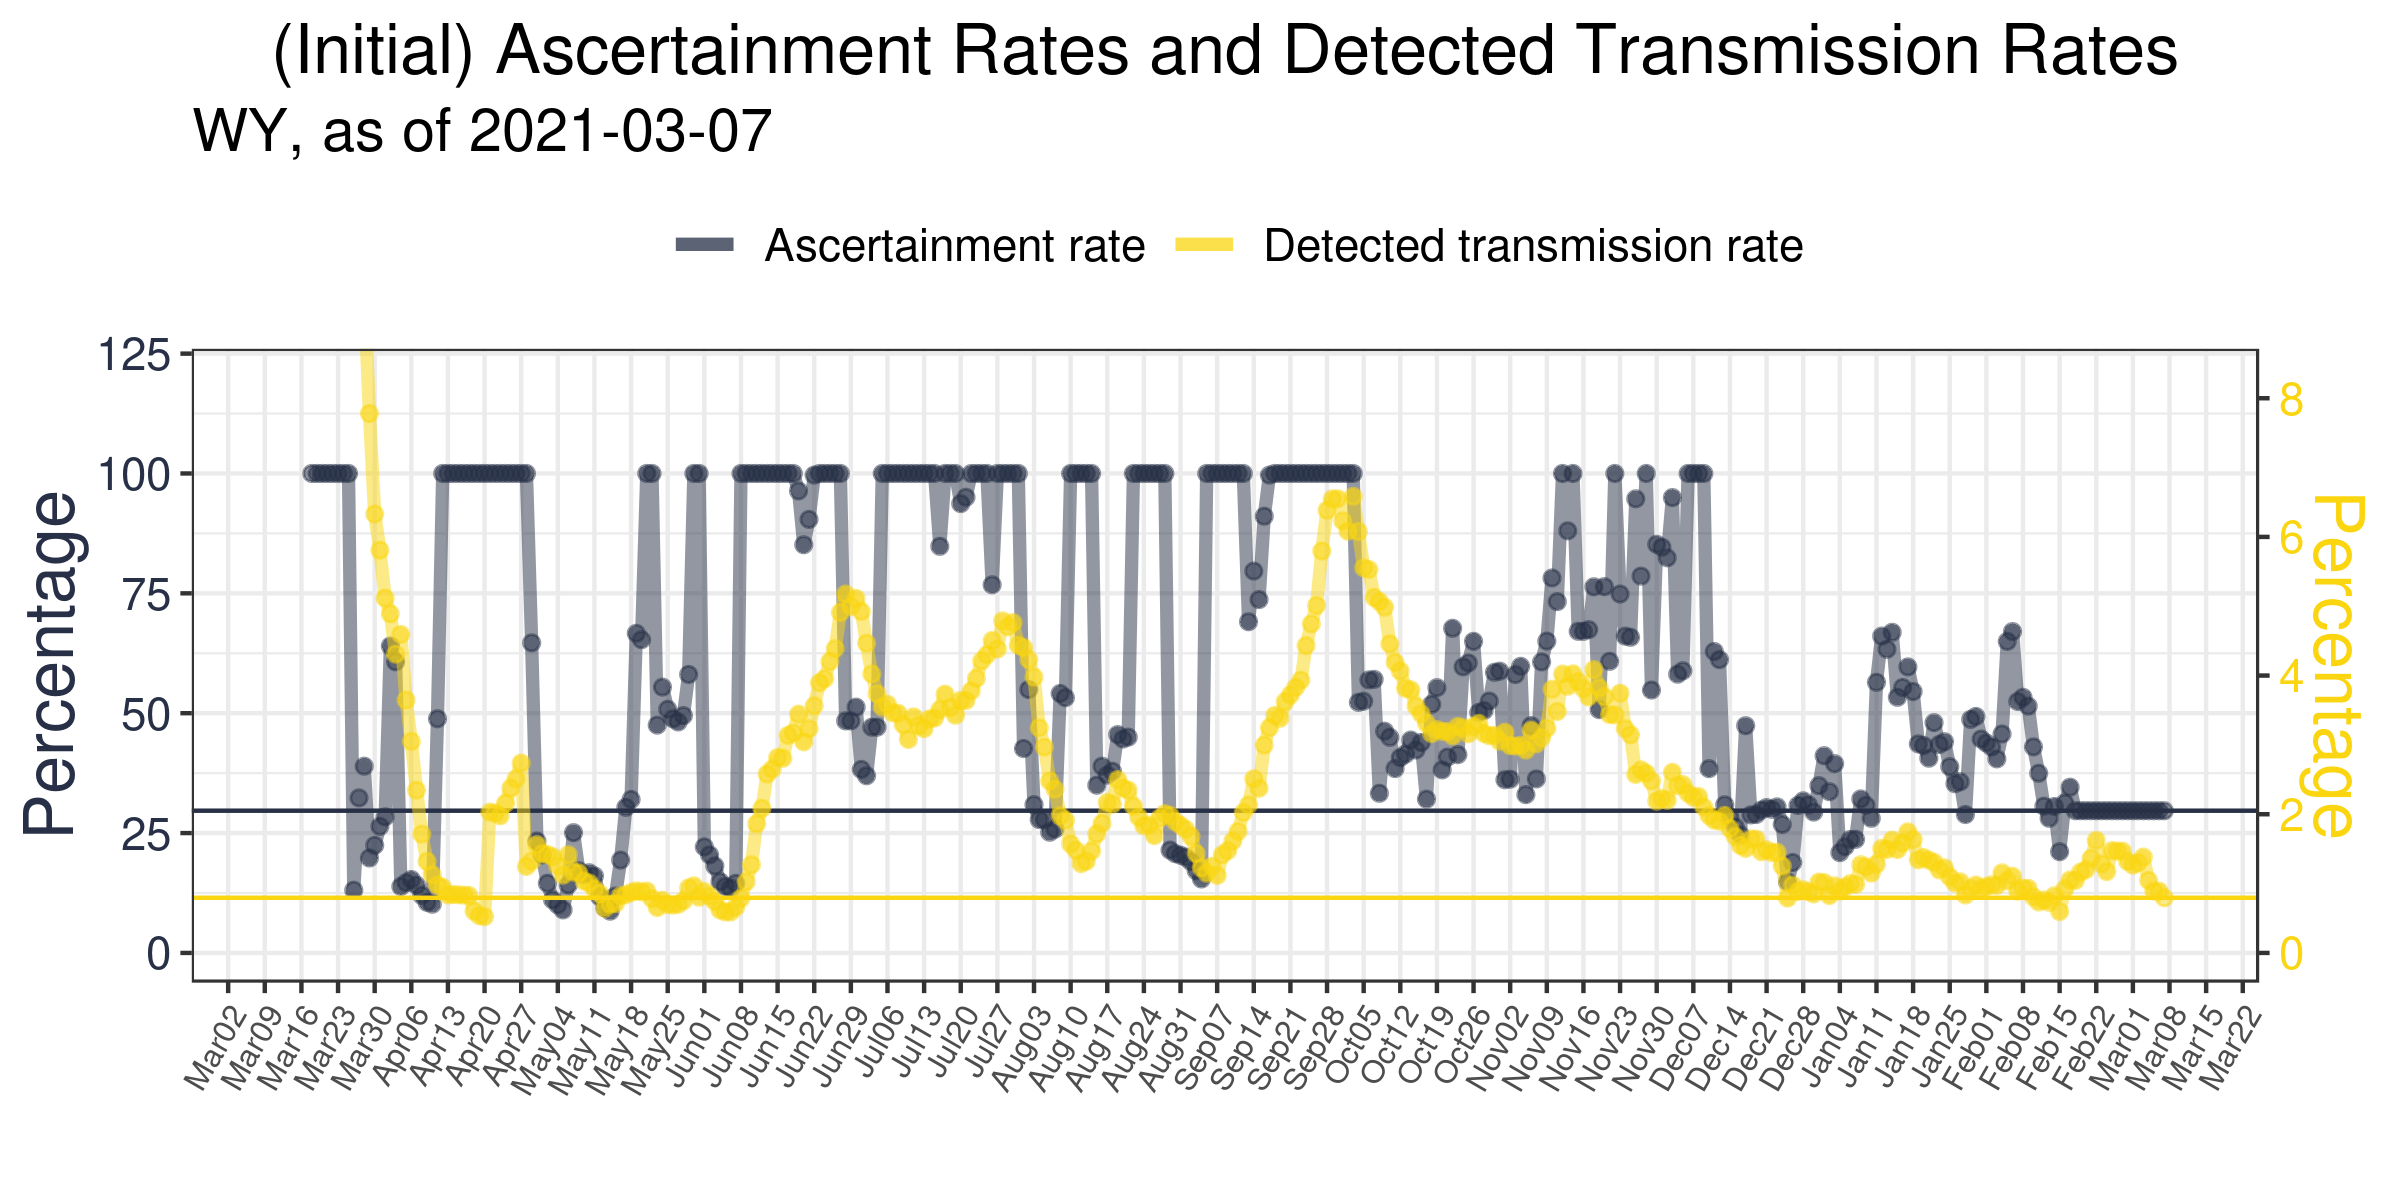 (Initial) Ascertainment Rates and Detected Transmission Rates
WY, as of 2021-03-07
Ascertainment rate
Detected transmission rate
Percentage
125
100
75
50
25
0
8
6
4
2
0
Percentage
Mar02
Mar09
Mar16
Mar23
Mar30
Apr06
Apr13
Apr20
Apr27
May04
May11
May18
May25
Jun01
Jun08
Jun15
Jun22
Jun29
Jul06
Jul13
Jul20
Jul27
Aug03
Aug10
Aug17
Aug24
Aug31
Sep07
Sep14
Sep21
Sep28
Oct05
Oct12
Oct19
Oct26
Nov02
Nov09
Nov16
Nov23
Nov30
Dec07
Dec14
Dec21
Dec28
Dec04
Jan11
Jan18
Jan25
Feb01
Feb08
Feb15
Feb22
Mar01
Mar08
Mar15
Mar22